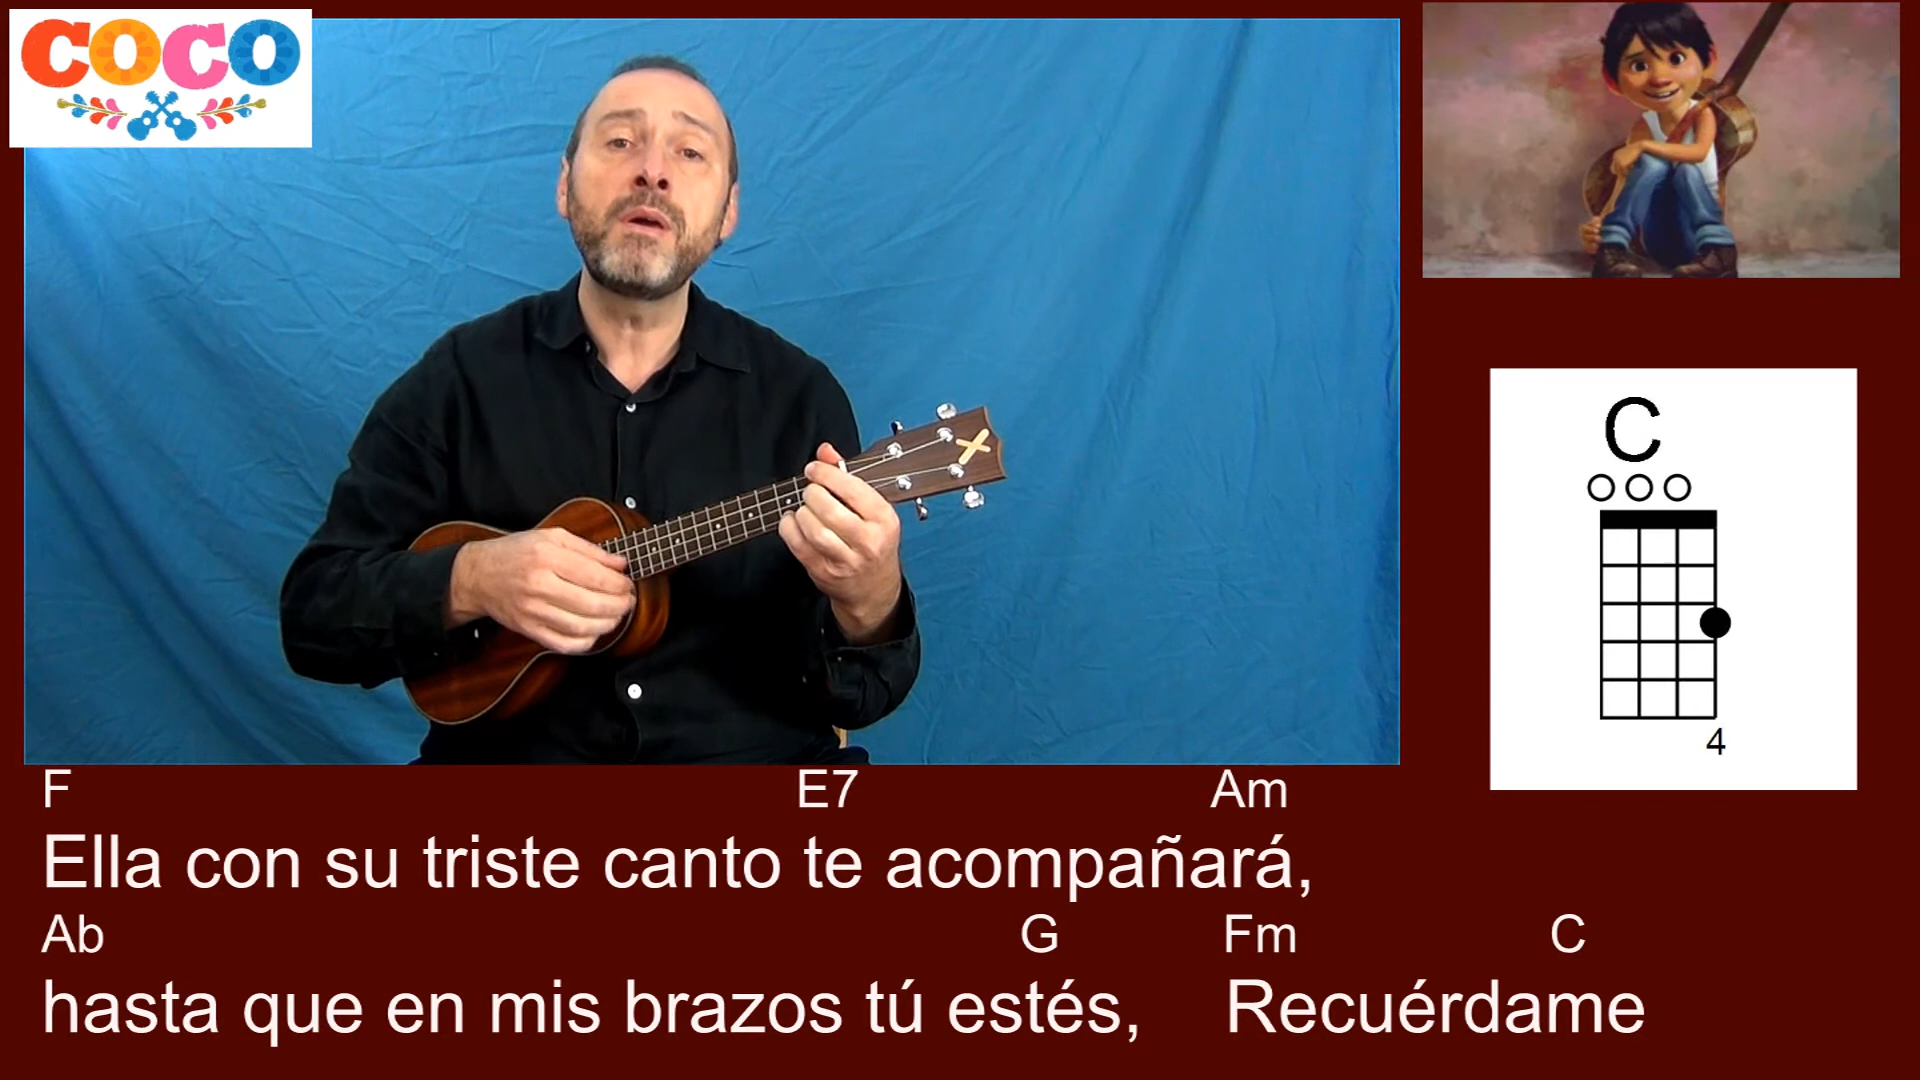 COCO
C
4
F E7 Am
Ella con su triste canto te acompañará,
Ab G Fm C
hasta que en mis brazos tú estés, Recuérdame